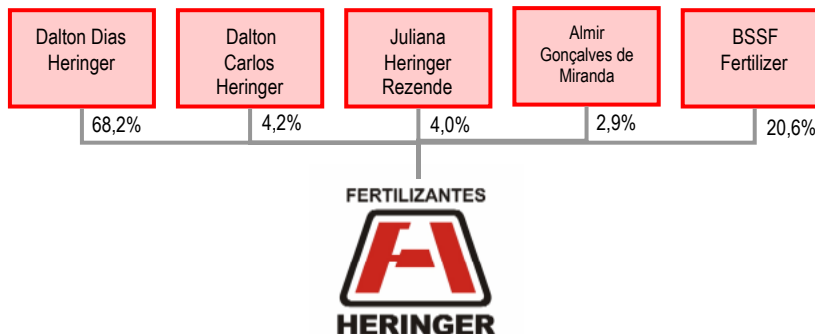 Dalton Dias
Heringer
Dalton
Carlos
Heringer
Juliana
Heringer
Rezende
Almir
Gonçalves de
Miranda
BSSF
Fertilizer
68,2%
4,2%
4,0%
2,9%
20,6%
FERTILIZANTES
HERINGER